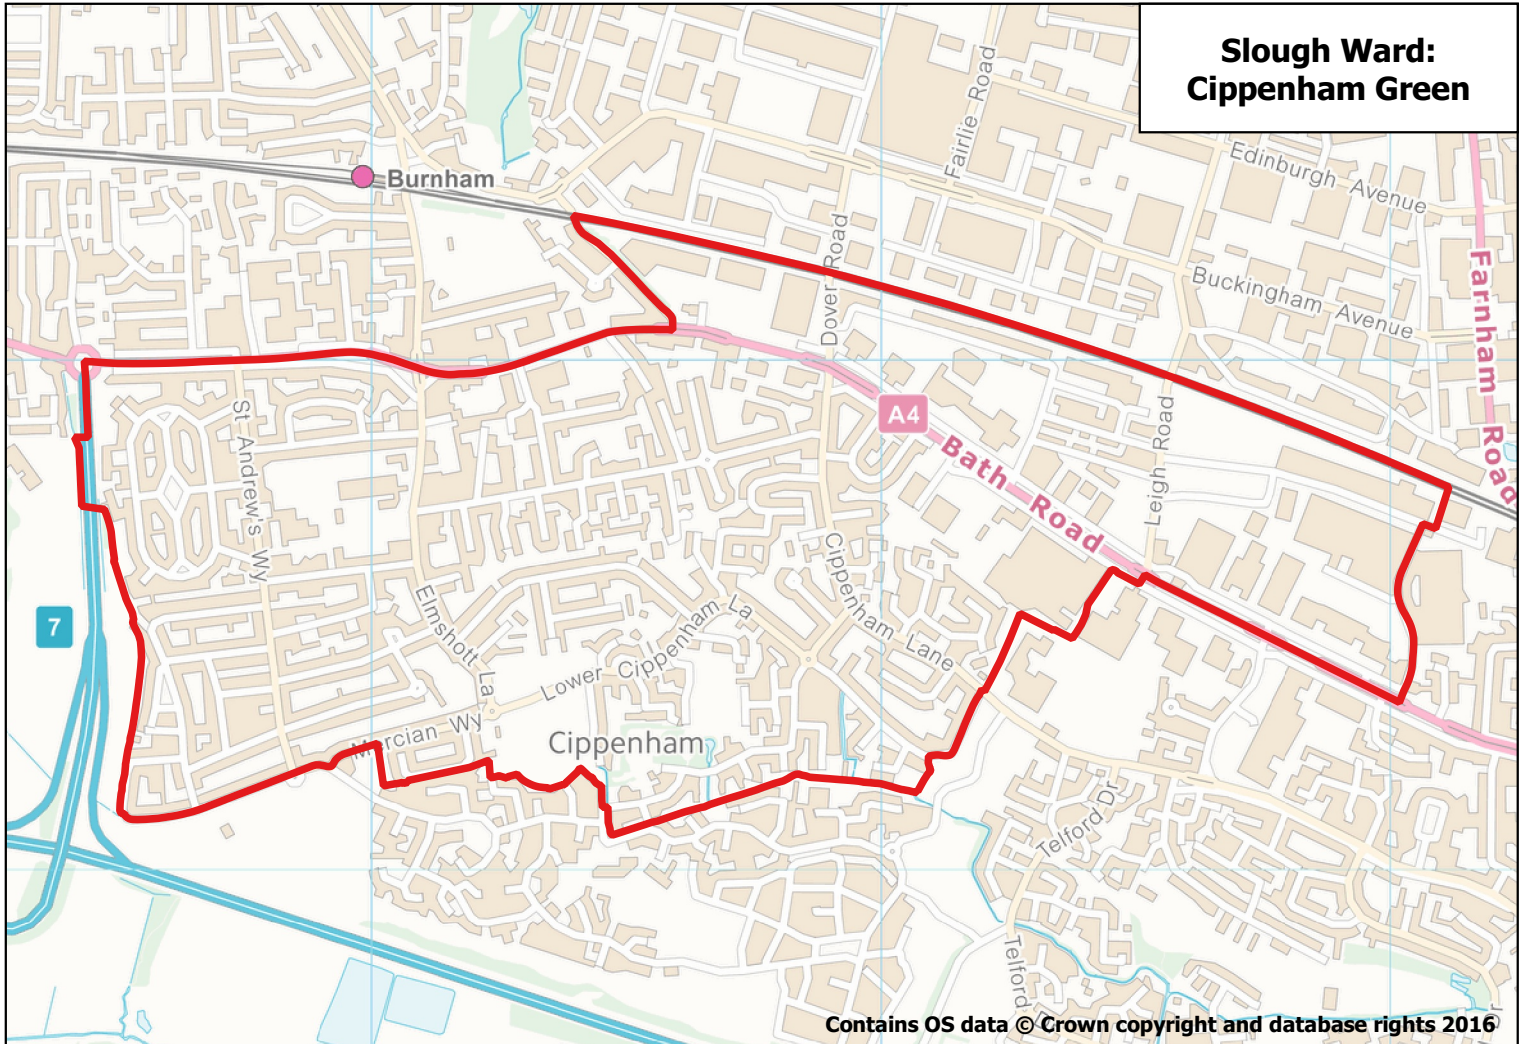 Slough Ward:
Cippenham Green
Burnham
Fairlie Road
Edinburgh Avenue
Dover Road
Buckingham Avenue
Farnham Road
A4
Bath Road
St Andrew's Wy
Leigh Road
Cippenham Lane
Elmshott La
Lower Cippenham La
7
Mercian Wy
Cippenham
Telford Dr
Telford
Dr
Contains OS data © Crown copyright and database rights 2016